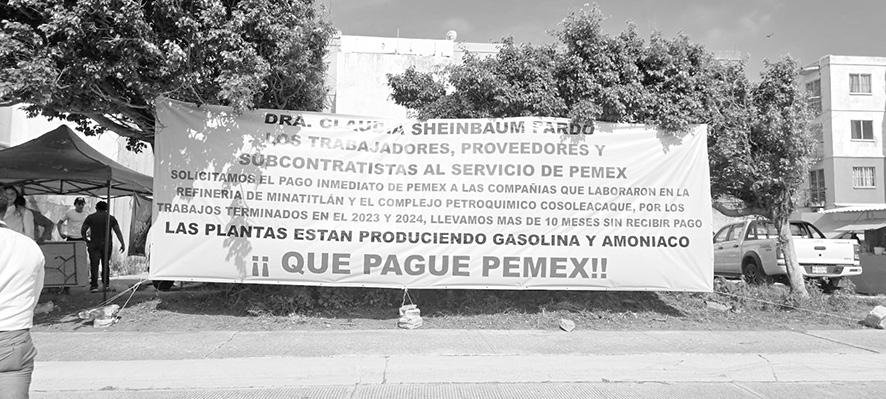 DRA. CLAUDIA SHEINBAUM PARDO
LOS TRABAJADORES, PROVEEDORES Y
SUBCONTRATISTAS AL SERVICIO DE PEMEX
SOLICITAMOS EL PAGO INMEDIATO DE PEMEX A LAS COMPAÑIAS QUE LABORARON EN LA
REFINERÍA DE MINATITLÁN Y EL COMPLEJO PETROQUIMICO COSOLEACAQUE, POR LOS
TRABAJOS TERMINADOS EN EL 2023 Y 2024, LLEVAMOS MAS DE 10 MESES SIN RECIBIR PAGO
LAS PLANTAS ESTAN PRODUCIENDO GASOLINA Y AMONIACO
¡¡ QUE PAGUE PEMEX!!